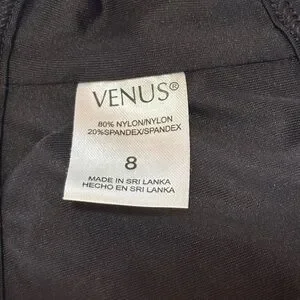 VENUS®
80% NYLON/NYLON
20%SPANDEX/SPANDEX
8
MADE IN SRI LANKA
HECHO EN SRI LANKA